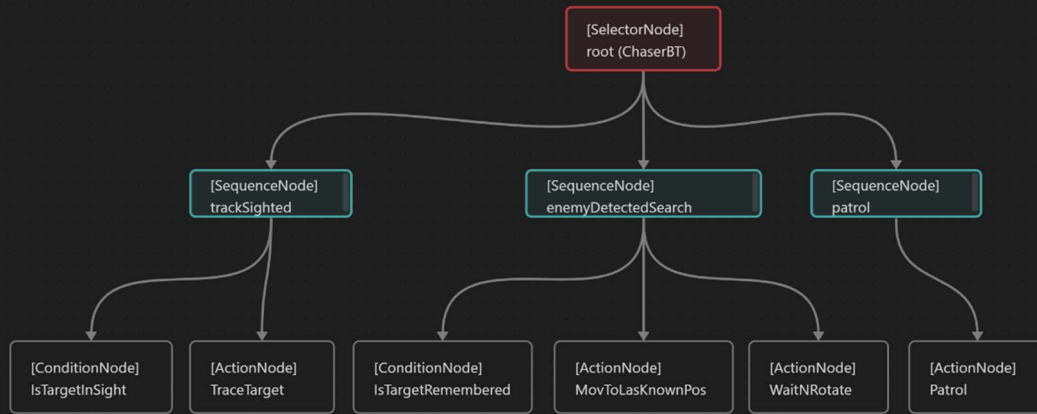 [SelectorNode]
root (ChaserBT)
[SequenceNode]
trackSighted
[SequenceNode]
enemyDetectedSearch
[SequenceNode]
patrol
[ConditionNode]
IsTargetInSight
[ActionNode]
TraceTarget
[ConditionNode]
IsTargetRemembered
[ActionNode]
MovToLasKnownPos
[ActionNode]
WaitNRotate
[ActionNode]
Patrol